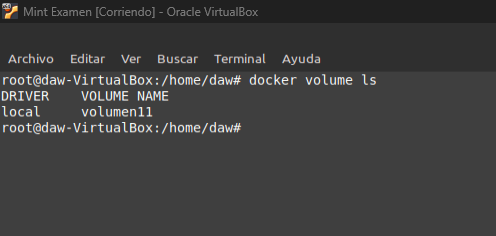 Mint Examen [Corriendo] - Oracle VirtualBox
Archivo Editar Ver Buscar Terminal Ayuda
root@daw-VirtualBox:/home/daw# docker volume ls
DRIVER    VOLUME NAME
local     volumen11
root@daw-VirtualBox:/home/daw#